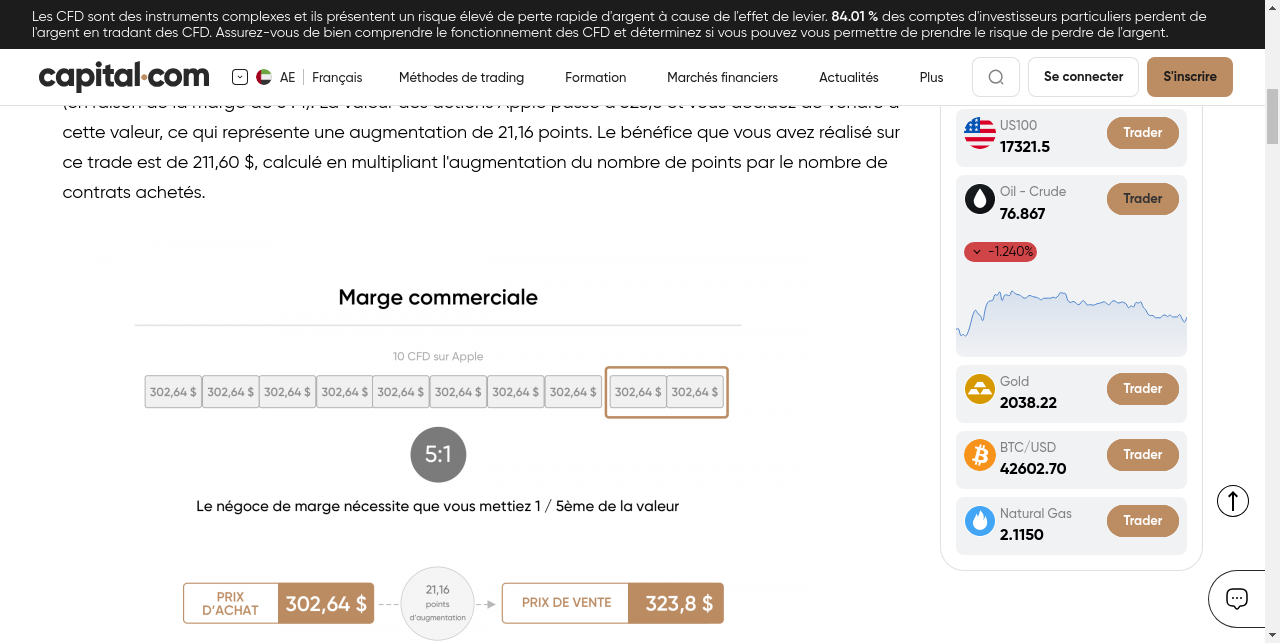 Les CFD sont des instruments complexes et ils présentent un risque élevé de perte rapide d'argent à cause de l'effet de levier. 84.01 % des comptes d'investisseurs particuliers perdent de
l'argent en tradant des CFD. Assurez-vous de bien comprendre le fonctionnement des CFD et déterminez si vous pouvez vous permettre de prendre le risque de perdre de l'argent.
capital.com
AE
Français
Méthodes de trading
Formation
Marchés financiers
Actualités
Plus
Se connecter
S'inscrire
cette valeur, ce qui représente une augmentation de 21,16 points. Le bénéfice que vous avez réalisé sur
ce trade est de 211,60 $, calculé en multipliant l'augmentation du nombre de points par le nombre de
contrats achetés.
Marge commerciale
10 CFD sur Apple
302,64 $ 302,64 $ 302,64 $ 302,64 $ 302,64 $ 302,64 $ 302,64 $ 302,64 $ 302,64 $ 302,64 $
5:1
Le négoce de marge nécessite que vous mettiez 1 / 5ème de la valeur
PRIX
D'ACHAT
302,64 $
21,16
points
d'augmentation
PRIX DE VENTE
323,8 $
US100
17321.5
Trader
Oil - Crude
76.867
Trader
-1.240%
Gold
2038.22
Trader
BTC/USD
42602.70
Trader
Natural Gas
2.1150
Trader